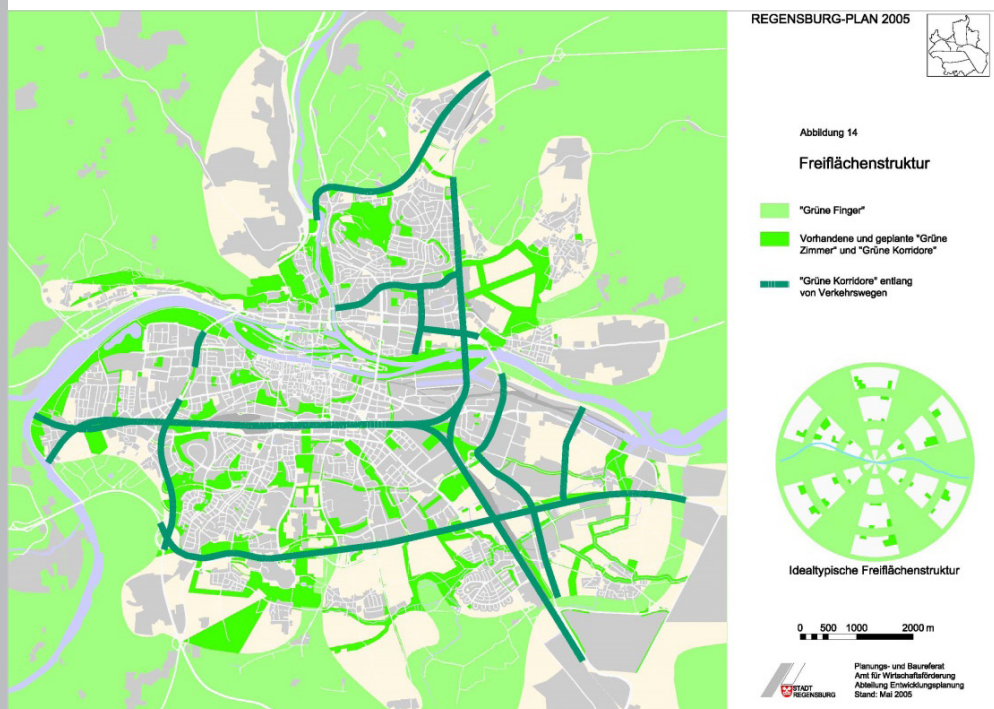 REGENSBURG-PLAN 2005
Abbildung 14
Freiflächenstruktur
"Grüne Finger"
Vorhandene und geplante "Grüne
Zimmer" und "Grüne Korridore"
"Grüne Korridore" entlang
von Verkehrswegen
Idealtypische Freiflächenstruktur
0 500 1000 2000 m
STADT
REGENSBURG
Planungs- und Baureferat
Amt für Wirtschaftsförderung
Abteilung Entwicklungsplanung
Stand: Mai 2005